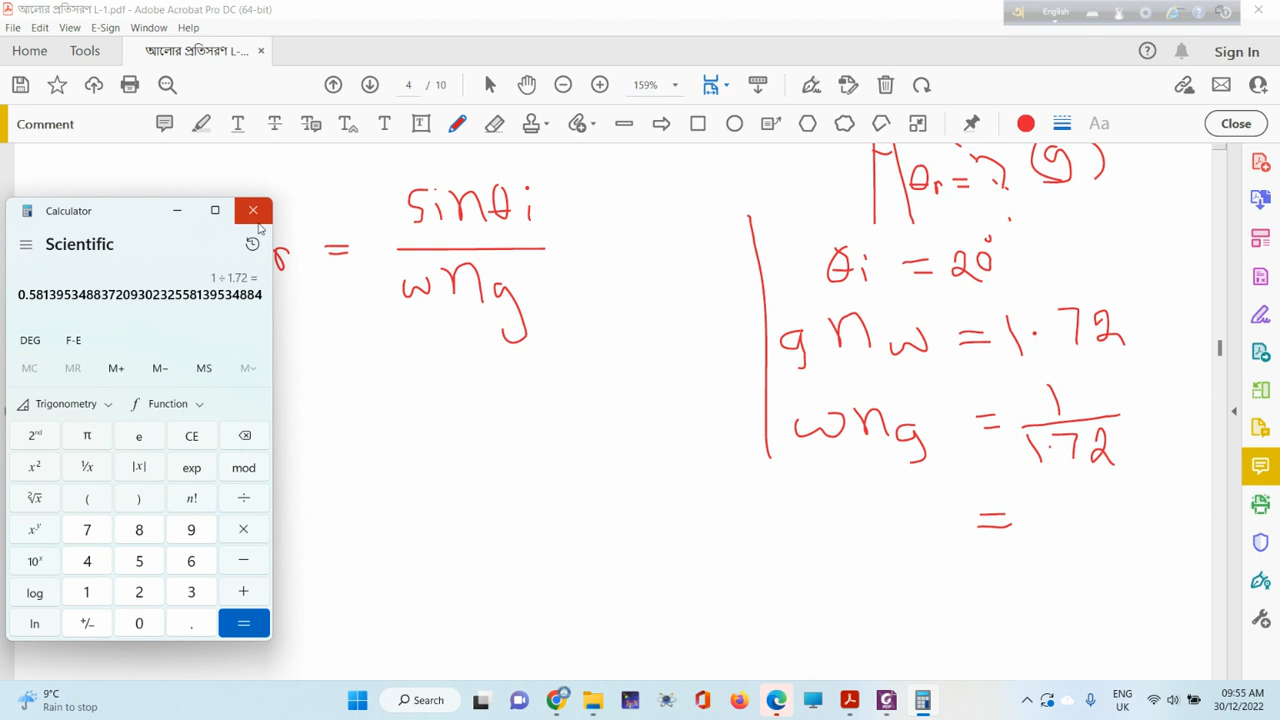 আলোর প্রতিসরণ L-1.pdf - Adobe Acrobat Pro DC (64-bit)
English
File Edit View E-Sign Window Help
Home Tools আলোর প্রতিসরণ L-... × Sign In
4 / 10 159%
Comment Aa Close
θr = ? (g)
sinθi
r =
wng
θi = 20°
gnw = 1.72
wng = 1/1.72
=
Calculator
Scientific
1 ÷ 1.72 =
0.58139534883720930232558139534884
DEG F-E
MC MR M+ M− MS M
Trigonometry Function
2nd π e CE
x² ¹/x |x| exp mod
²√x ( ) n! ÷
xʸ 7 8 9 ×
10ˣ 4 5 6 −
log 1 2 3 +
ln +/− 0 . =
9°C
Rain to stop
Search
ENG
UK
09:55 AM
30/12/2022